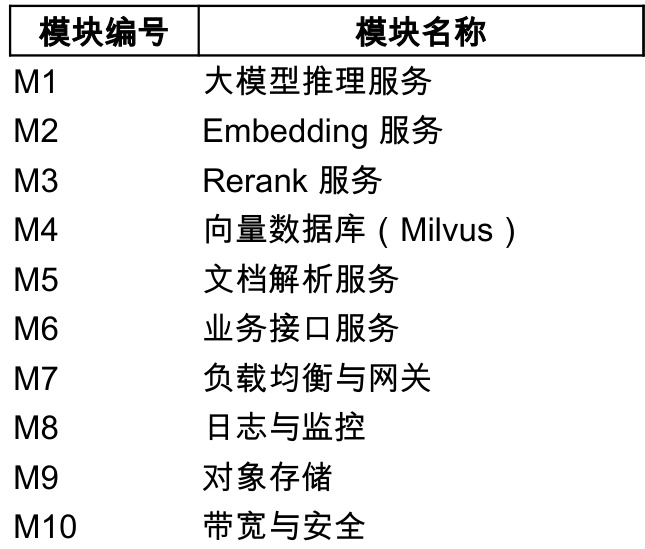 模块编号 模块名称
M1 大模型推理服务
M2 Embedding 服务
M3 Rerank 服务
M4 向量数据库（Milvus）
M5 文档解析服务
M6 业务接口服务
M7 负载均衡与网关
M8 日志与监控
M9 对象存储
M10 带宽与安全